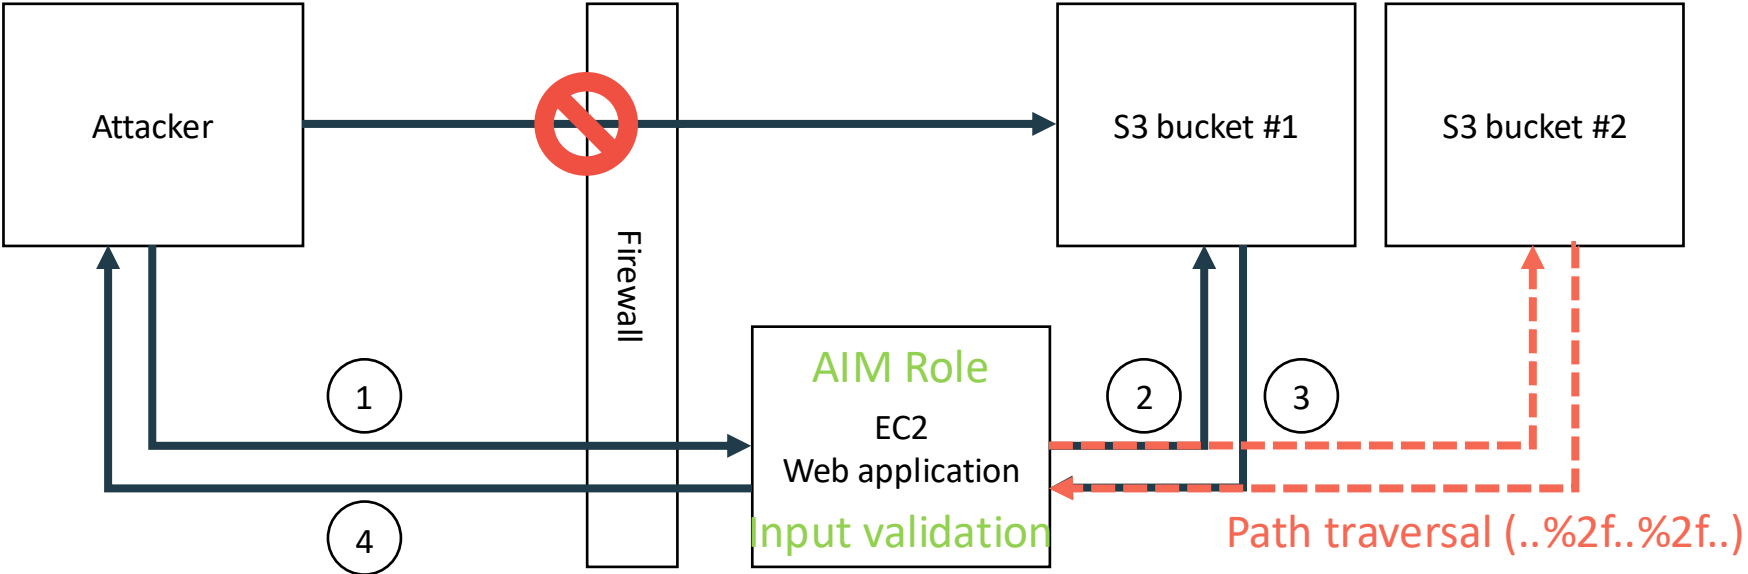 Attacker
S3 bucket #1
S3 bucket #2
Firewall
AIM Role
EC2
Web application
Input validation
1
2
3
4
Path traversal (..%2f..%2f..)